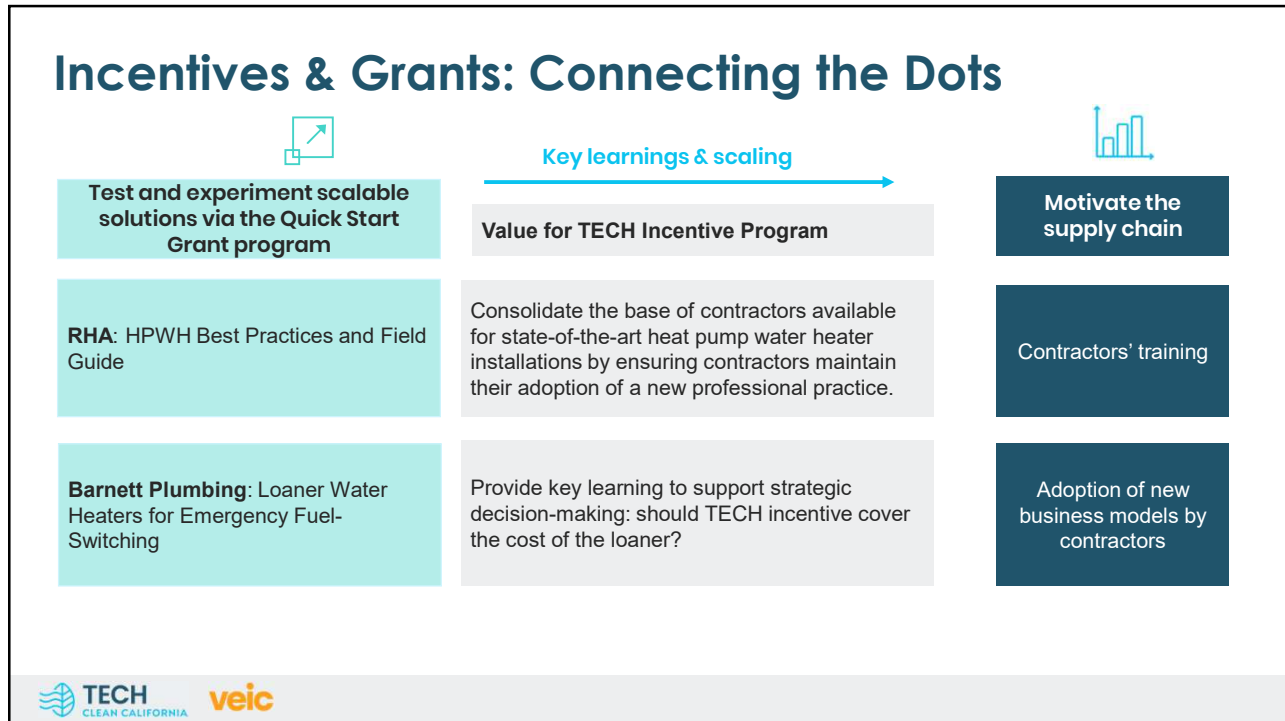 Incentives & Grants: Connecting the Dots
Key learnings & scaling
Test and experiment scalable
solutions via the Quick Start
Grant program
Value for TECH Incentive Program
Motivate the
supply chain
RHA: HPWH Best Practices and Field
Guide
Consolidate the base of contractors available
for state-of-the-art heat pump water heater
installations by ensuring contractors maintain
their adoption of a new professional practice.
Contractors’ training
Barnett Plumbing: Loaner Water
Heaters for Emergency Fuel-
Switching
Provide key learning to support strategic
decision-making: should TECH incentive cover
the cost of the loaner?
Adoption of new
business models by
contractors
TECH
CLEAN CALIFORNIA
veic